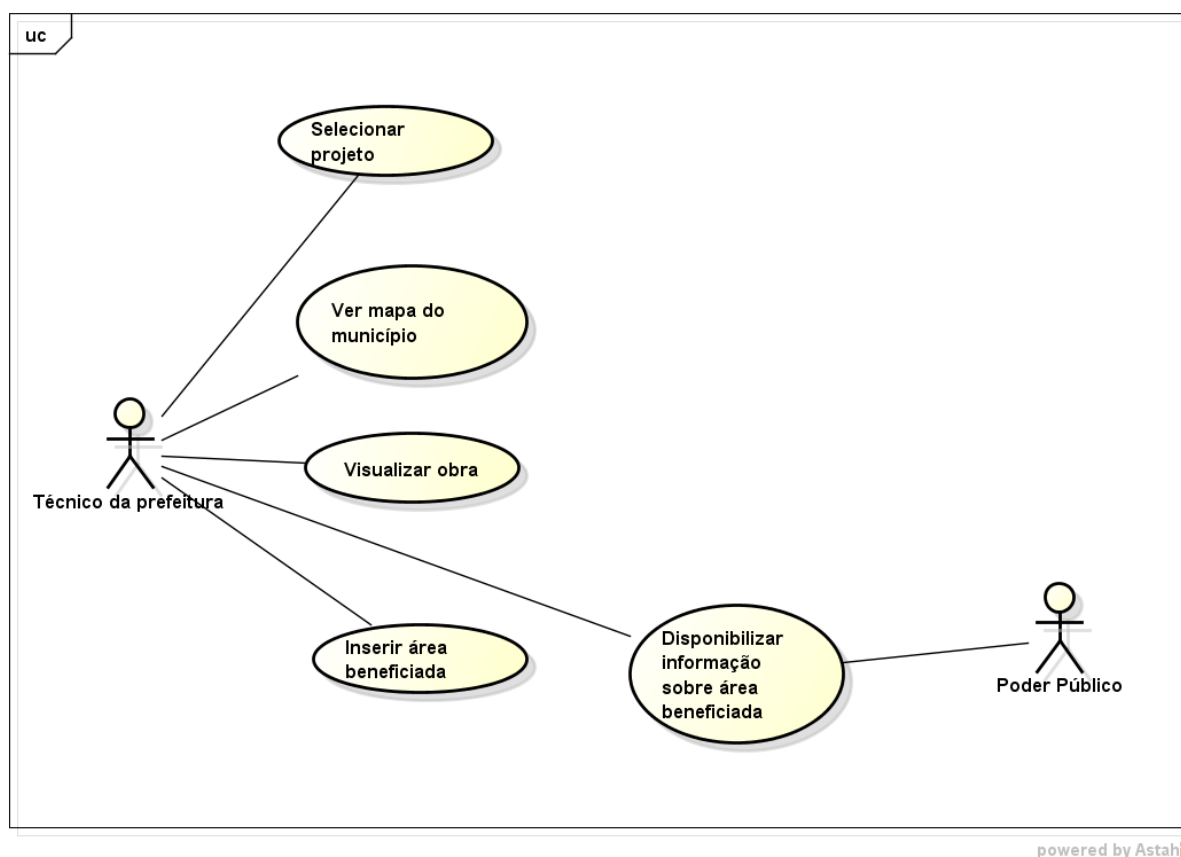 uc
Selecionar
projeto
Ver mapa do
município
Visualizar obra
Técnico da prefeitura
Inserir área
beneficiada
Disponibilizar
informação
sobre área
beneficiada
Poder Público
powered by Astah